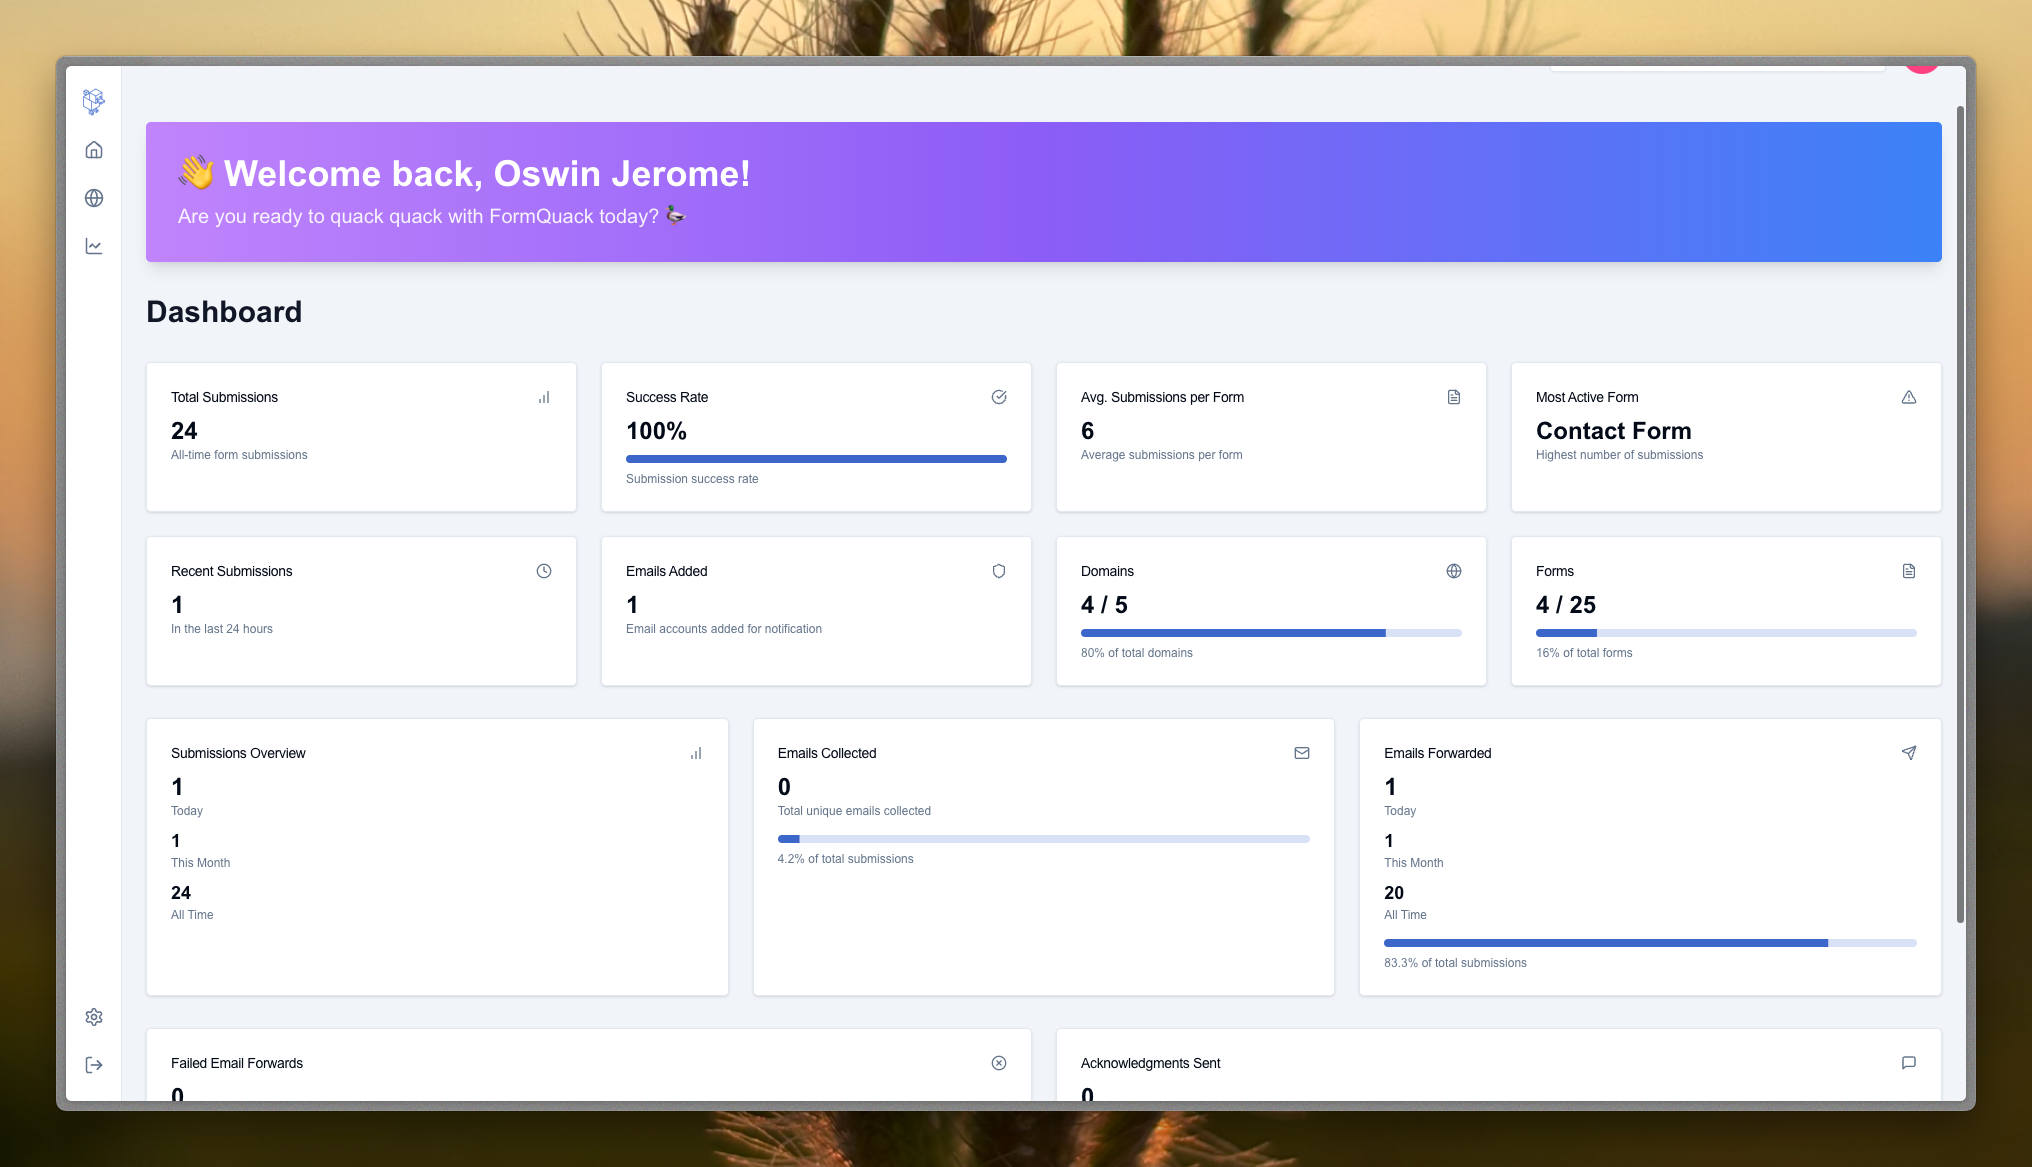 👋 Welcome back, Oswin Jerome!
Are you ready to quack quack with FormQuack today? 🦆
Dashboard
Total Submissions
24
All-time form submissions
Success Rate
100%
Submission success rate
Avg. Submissions per Form
6
Average submissions per form
Most Active Form
Contact Form
Highest number of submissions
Recent Submissions
1
In the last 24 hours
Emails Added
1
Email accounts added for notification
Domains
4 / 5
80% of total domains
Forms
4 / 25
16% of total forms
Submissions Overview
1
Today
1
This Month
24
All Time
Emails Collected
0
Total unique emails collected
4.2% of total submissions
Emails Forwarded
1
Today
1
This Month
20
All Time
83.3% of total submissions
Failed Email Forwards
0
Acknowledgments Sent
0